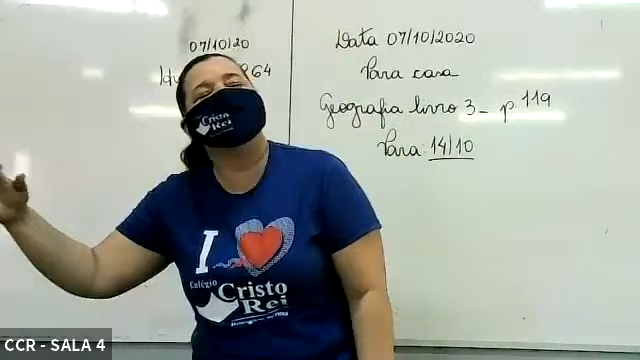 07/10/20
64
Data 07/10/2020
Para casa
Geografia livro 3 - p 119
Para: 14/10
Cristo
Rei
I
Colégio
Cristo
Rei
CCR - SALA 4